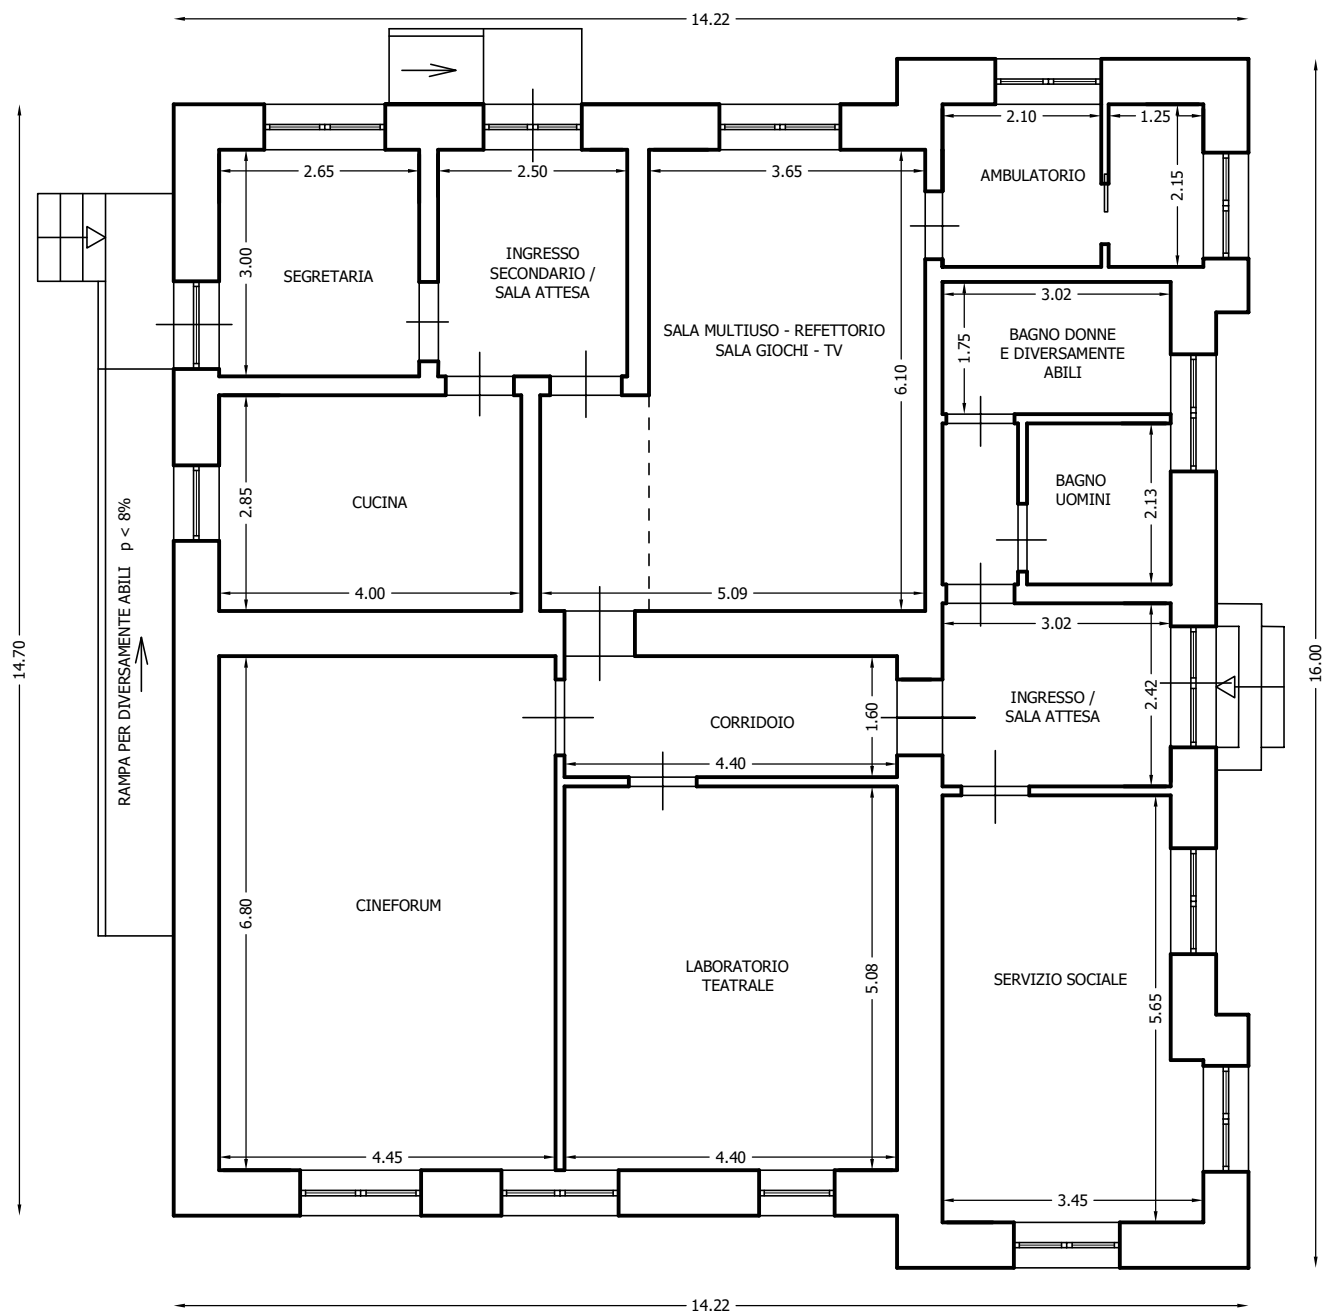 14.22
2.65
2.50
3.65
2.10
1.25
AMBULATORIO
2.15
3.00
SEGRETARIA
INGRESSO
SECONDARIO /
SALA ATTESA
SALA MULTIUSO - REFETTORIO
SALA GIOCHI - TV
6.10
3.02
1.75
BAGNO DONNE
E DIVERSAMENTE
ABILI
2.85
CUCINA
4.00
5.09
BAGNO
UOMINI
2.13
RAMPA PER DIVERSAMENTE ABILI   p < 8%
14.70
16.00
3.02
INGRESSO /
SALA ATTESA
2.42
CORRIDOIO
1.60
4.40
CINEFORUM
6.80
4.45
LABORATORIO
TEATRALE
5.08
4.40
SERVIZIO SOCIALE
5.65
3.45
14.22